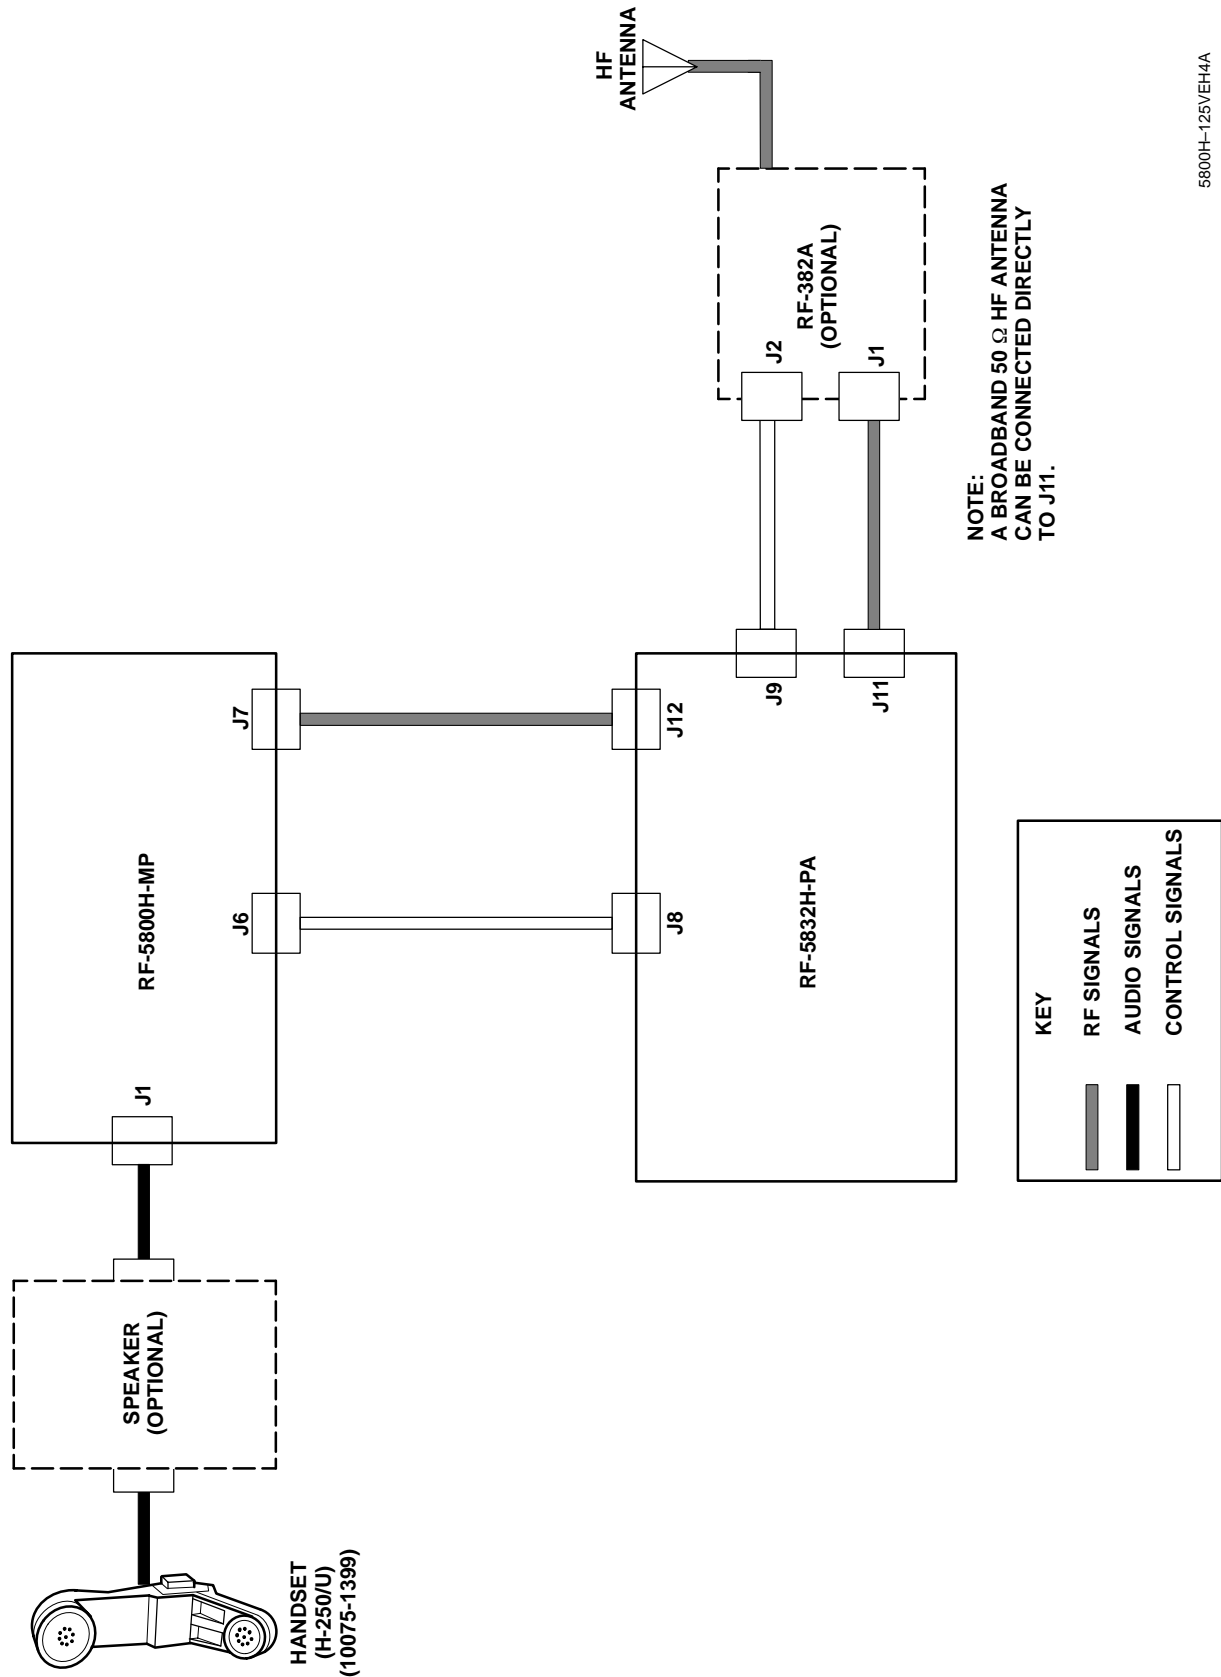 HANDSET
(H-250/U)
(10075-1399)
SPEAKER
(OPTIONAL)
J1
RF-5800H-MP
J6
J7
J8
J12
RF-5832H-PA
J9
J11
J2
J1
RF-382A
(OPTIONAL)
HF
ANTENNA
KEY
RF SIGNALS
AUDIO SIGNALS
CONTROL SIGNALS
NOTE:
A BROADBAND 50 Ω HF ANTENNA
CAN BE CONNECTED DIRECTLY
TO J11.
5800H–125VEH4A